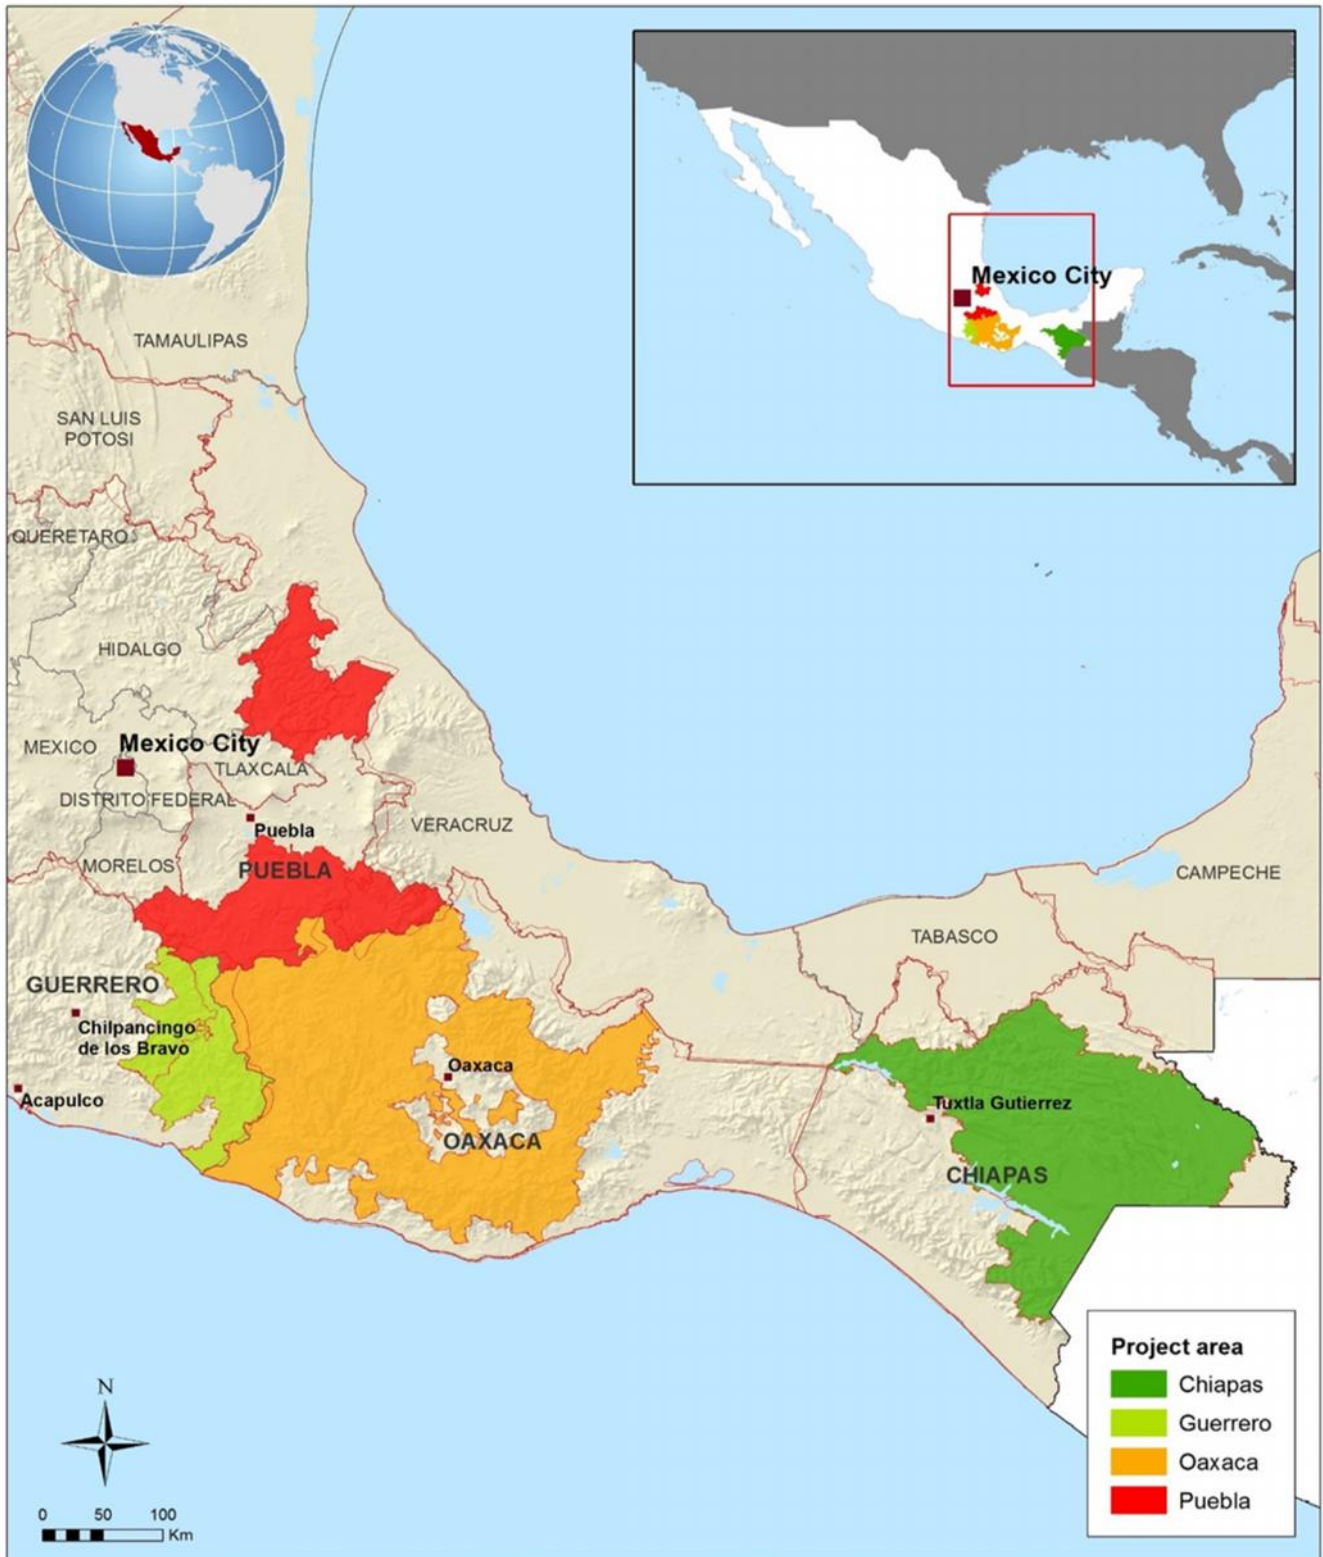 Mexico City
TAMAULIPAS
SAN LUIS
POTOSI
QUERETARO
HIDALGO
MEXICO
Mexico City
TLAXCALA
DISTRITO FEDERAL
Puebla
VERACRUZ
MORELOS
PUEBLA
CAMPECHE
TABASCO
GUERRERO
Chilpancingo
de los Bravo
Oaxaca
Acapulco
Tuxtla Gutierrez
OAXACA
CHIAPAS
Project area
Chiapas
Guerrero
Oaxaca
Puebla
N
0 50 100
Km